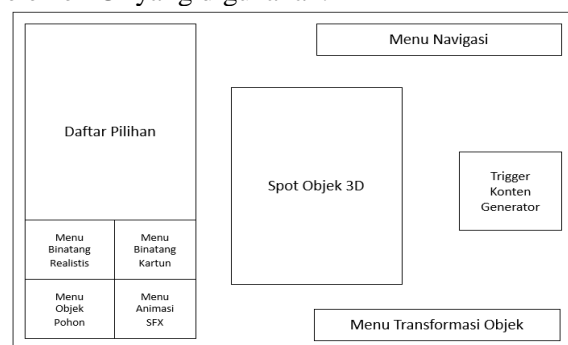 Menu Navigasi
Daftar Pilihan
Spot Objek 3D
Trigger
Konten
Generator
Menu
Binatang
Realistis
Menu
Binatang
Kartun
Menu
Objek
Pohon
Menu
Animasi
SFX
Menu Transformasi Objek